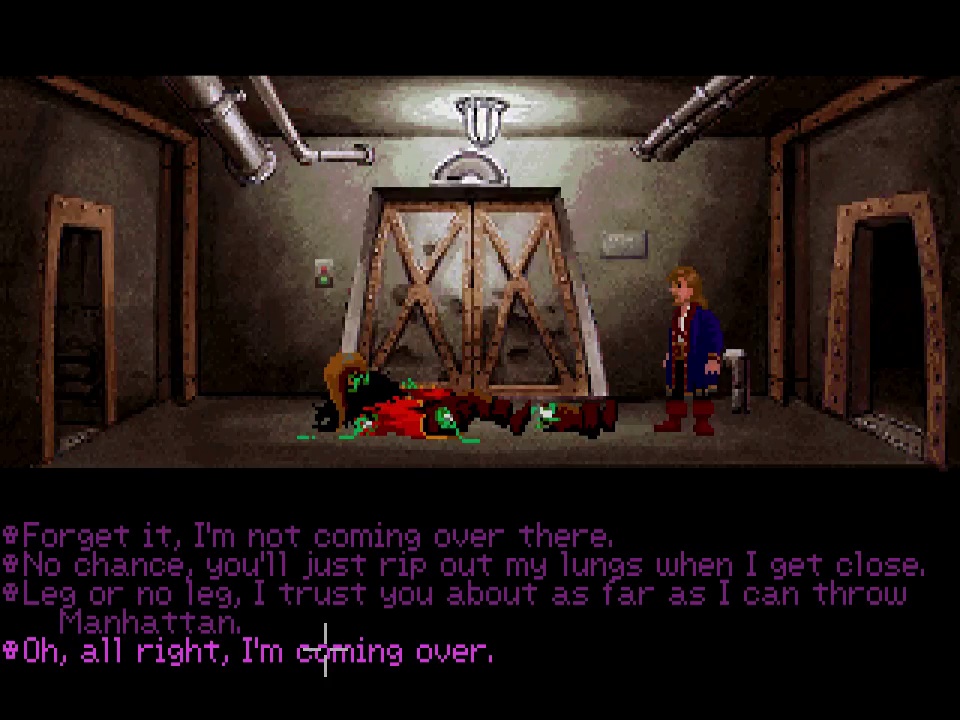 Forget it, I'm not coming over there.
No chance, you'll just rip out my lungs when I get close.
Leg or no leg, I trust you about as far as I can throw
Manhattan.
Oh, all right, I'm coming over.